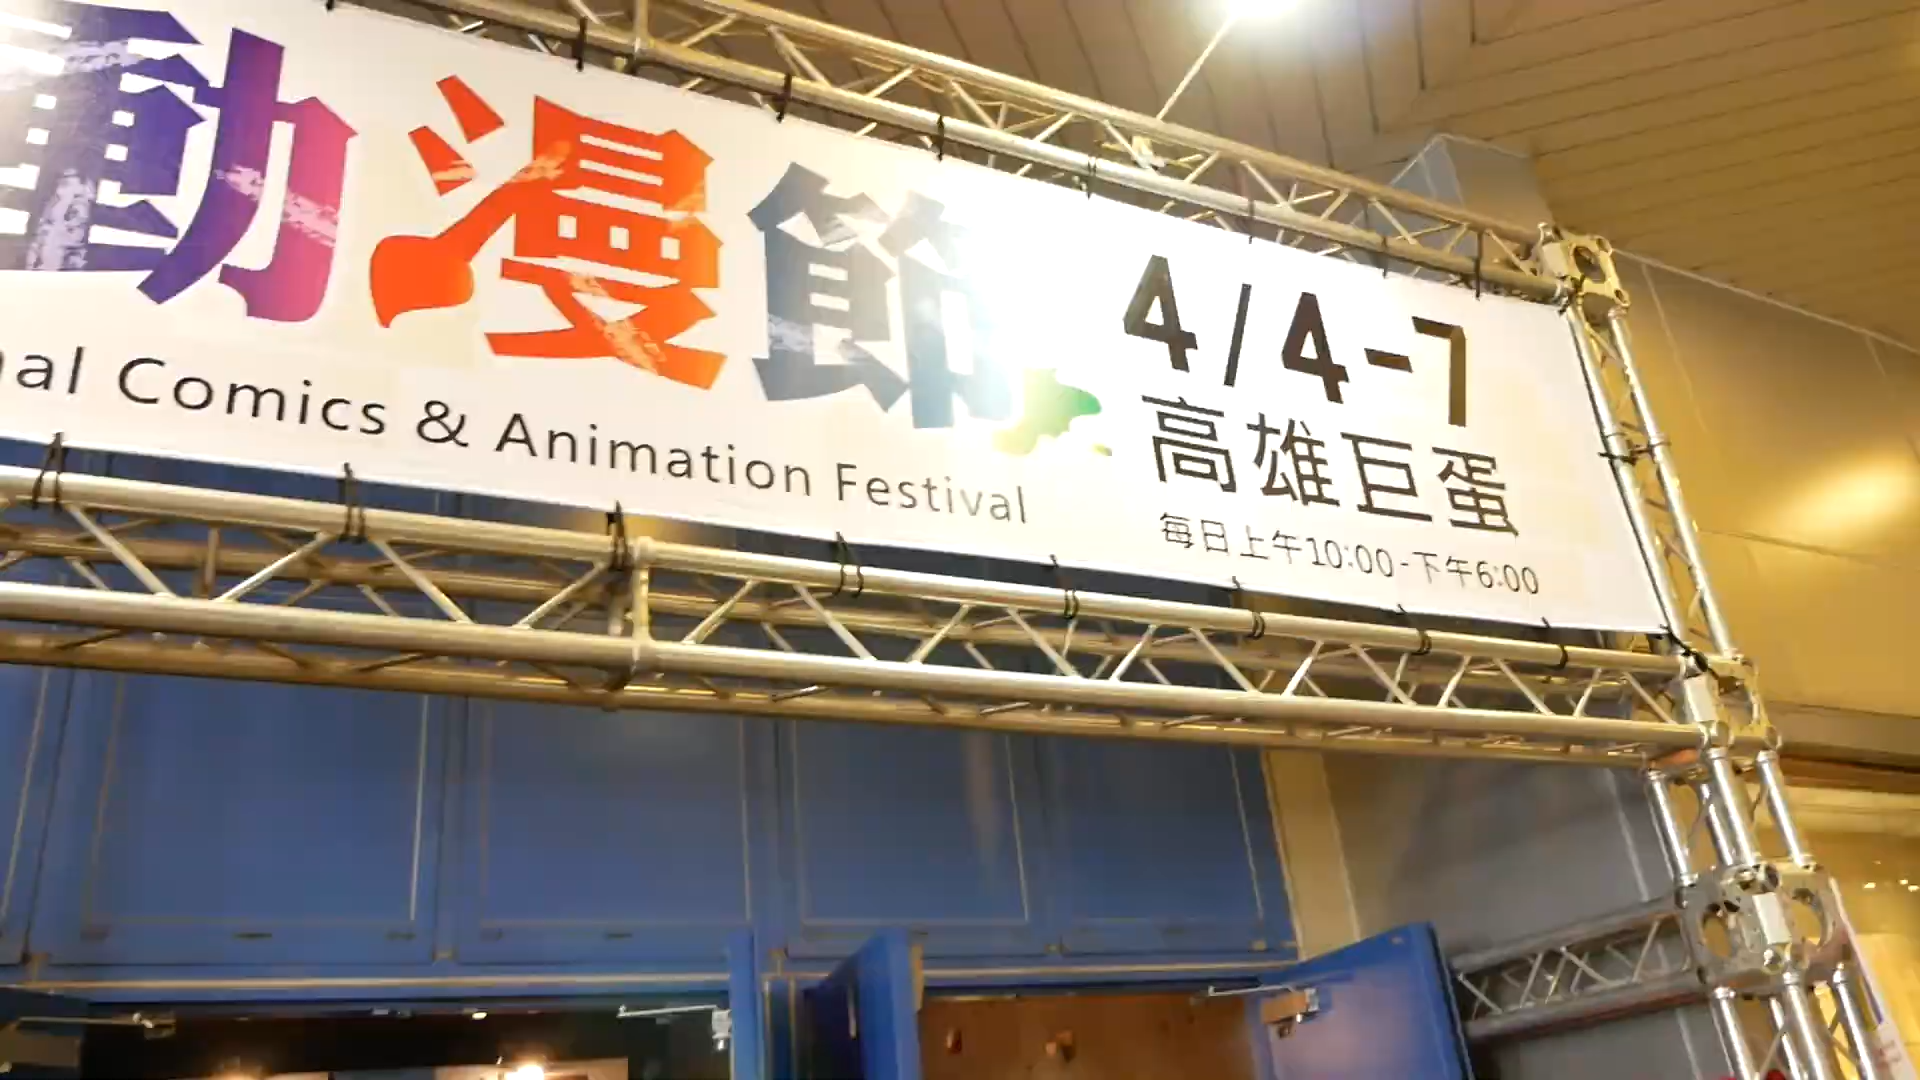 動漫節
nal Comics & Animation Festival
4/4-7
高雄巨蛋
每日上午10:00-下午6:00